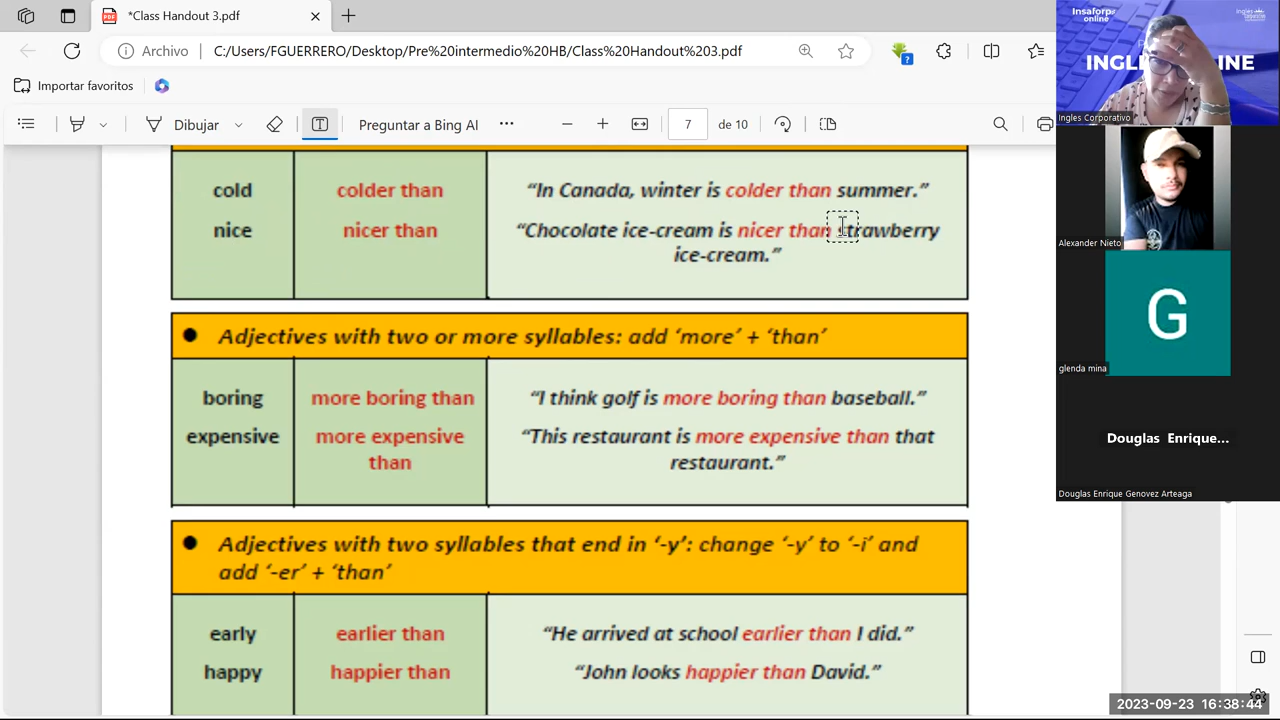 *Class Handout 3.pdf
Archivo
C:/Users/FGUERRERO/Desktop/Pre%20Intermedio%20HB/Class%20Handout%203.pdf
Importar favoritos
Dibujar
Preguntar a Bing AI
7
de 10
cold
colder than
“In Canada, winter is colder than summer.”
nice
nicer than
“Chocolate ice-cream is nicer than strawberry
ice-cream.”
Adjectives with two or more syllables: add ‘more’ + ‘than’
boring
more boring than
“I think golf is more boring than baseball.”
expensive
more expensive
than
“This restaurant is more expensive than that
restaurant.”
Adjectives with two syllables that end in ‘-y’: change ‘-y’ to ‘-i’ and
add ‘-er’ + ‘than’
early
earlier than
“He arrived at school earlier than I did.”
happy
happier than
“John looks happier than David.”
Insaforp
online
Ingles Corporativo
Alexander Nieto
G
glenda mina
Douglas Enrique...
Douglas Enrique Genovez Arteaga
2023-09-23 16:38:44